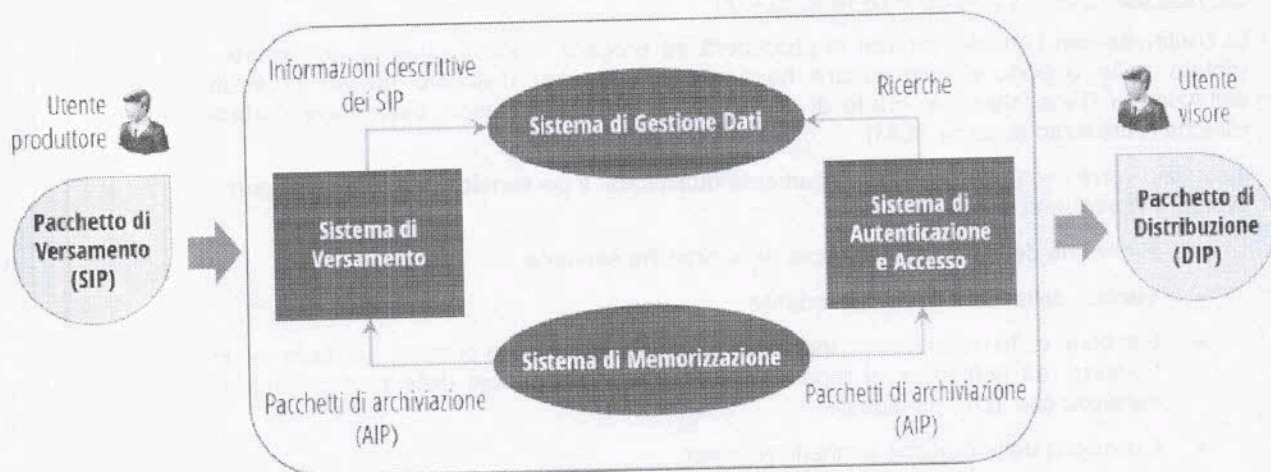 Informazioni descrittive
dei SIP
Ricerche
Utente
produttore
Utente
visore
Sistema di Gestione Dati
Pacchetto di
Versamento
(SIP)
Sistema di
Versamento
Sistema di
Autenticazione
e Accesso
Pacchetto di
Distribuzione
(DIP)
Sistema di Memorizzazione
Pacchetti di archiviazione
(AIP)
Pacchetti di archiviazione
(AIP)